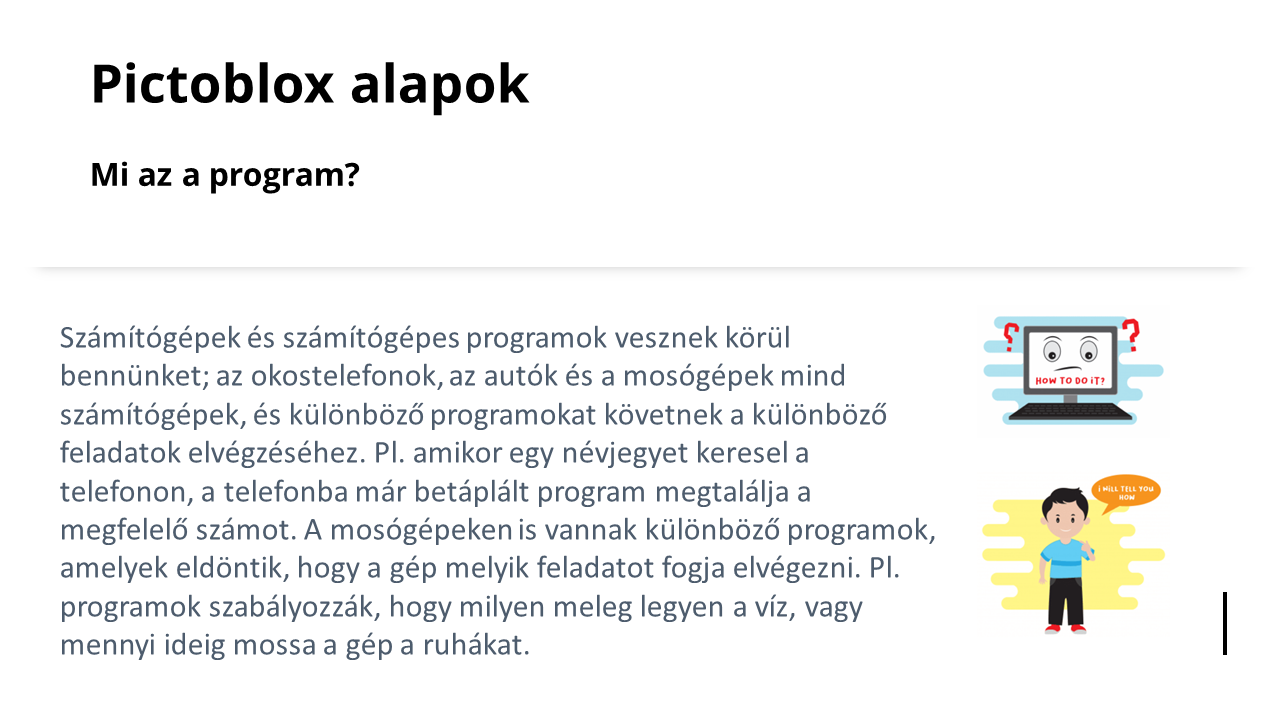 Pictoblox alapok
Mi az a program?
Számítógépek és számítógépes programok vesznek körül
bennünket; az okostelefonok, az autók és a mosógépek mind
számítógépek, és különböző programokat követnek a különböző
feladatok elvégzéséhez. Pl. amikor egy névjegyet keresel a
telefonon, a telefonba már betáplált program megtalálja a
megfelelő számot. A mosógépeken is vannak különböző programok,
amelyek eldöntik, hogy a gép melyik feladatot fogja elvégezni. Pl.
programok szabályozzák, hogy milyen meleg legyen a víz, vagy
mennyi ideig mossa a gép a ruhákat.
? ?
HOW TO DO iT?
i WiLL TELL YOU
HOW